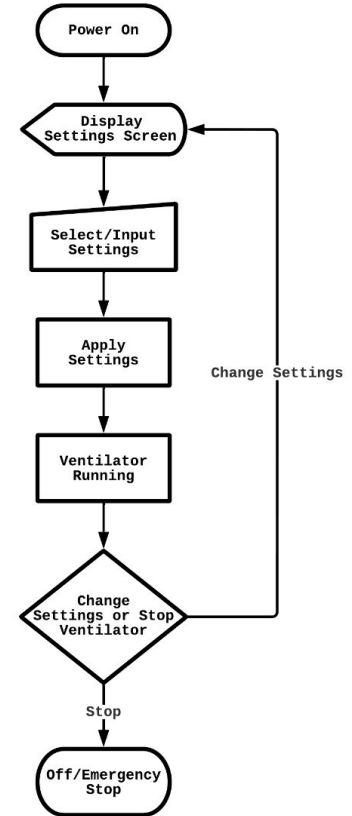 Power On
Display
Settings Screen
Select/Input
Settings
Apply
Settings
Change Settings
Ventilator
Running
Change
Settings or Stop
Ventilator
Stop
Off/Emergency
Stop